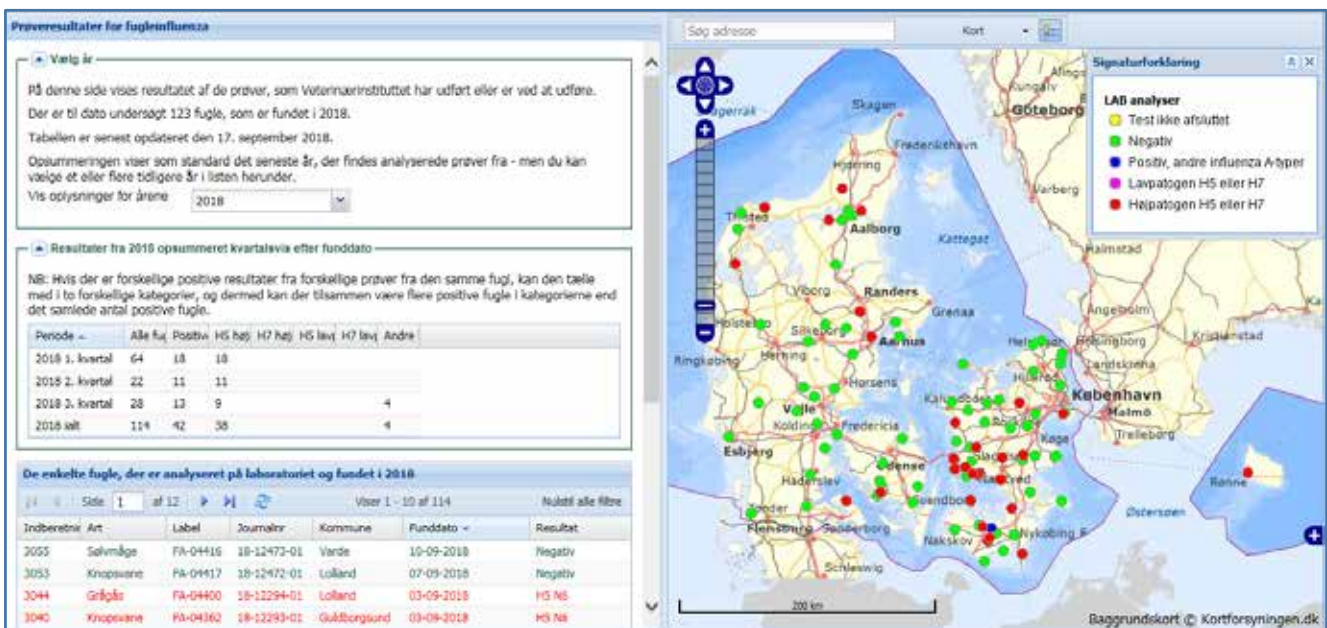 Prøveresultater for fugleinfluenza
Vælg år
På denne side vises resultatet af de prøver, som Veterinærinstituttet har udført eller er ved at udføre.
Der er til dato undersøgt 123 fugle, som er fundet i 2018.
Tabellen er senest opdateret den 17. september 2018.
Opsummeringen viser som standard det seneste år, der findes analyserede prøver fra - men du kan
vælge et eller flere tidligere år i listen herunder.
Vis oplysninger for årene 2018
Resultater fra 2018 opsummeret kvartalsvis efter funddato
NB: Hvis der er forskellige positive resultater fra forskellige prøver fra den samme fugl, kan den tælle
med i to forskellige kategorier, og dermed kan der tilsammen være flere positive fugle i kategorierne end
det samlede antal positive fugle.
Periode Alle fug Positive H5 høj H7 høj H5 lavp H7 lavp Andre
2018 1. kvartal 64 18 18
2018 2. kvartal 22 11 11
2018 3. kvartal 28 13 9 4
2018 ialt 114 42 38 4
De enkelte fugle, der er analyseret på laboratoriet og fundet i 2018
Side 1 af 12 Viser 1 - 10 af 114 Nulstil alle filtre
Indberetnin Art Label Journalnr Kommune Funddato Resultat
3055 Sølvmåge FA-04416 18-12473-01 Varde 10-09-2018 Negativ
3053 Knopsvane FA-04417 18-12472-01 Lolland 07-09-2018 Negativ
3044 Grågås FA-04400 18-12294-01 Lolland 03-09-2018 H5 N6
3040 Knopsvane FA-04362 18-12293-01 Guldborgsund 03-09-2018 H5 N6
Søg adresse
Kort
Signaturforklaring
LAB analyser
Test ikke afsluttet
Negativ
Positiv, andre influenza A-typer
Lavpatogen H5 eller H7
Højpatogen H5 eller H7
Kungälv
Göteborg
Skagen
Frederikshavn
Hjørring
Varberg
Thisted
Aalborg
Kattegat
Halmstad
Viborg
Randers
Grenaa
Ängelholm
Kristianstad
Holstebro
Silkeborg
Aarhus
Helsingør
Helsingborg
Ringkøbing
Herning
Landskrona
Horsens
Hillerød
Kalundborg
København
Vejle
Malmö
Kolding
Fredericia
Roskilde
Køge
Trelleborg
Esbjerg
Odense
Slagelse
Haderslev
Næstved
Rønne
Svendborg
Tønder
Østersøen
Flensburg
Sønderborg
Nakskov
Nykøbing F
Schleswig
200 km
Baggrundskort © Kortforsyningen.dk